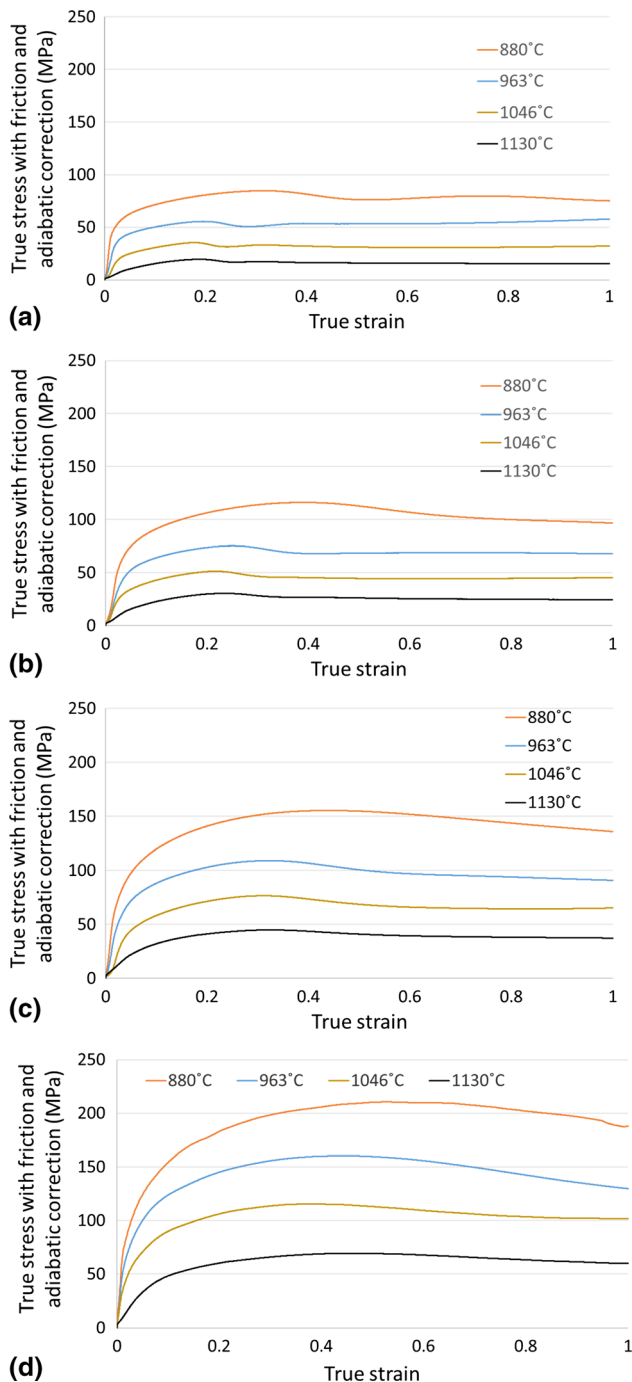 250
200
150
100
50
0
True stress with friction and
adiabatic correction (MPa)
880˚C
963˚C
1046˚C
1130˚C
0 0.2 0.4 0.6 0.8 1
True strain
(a)
250
200
150
100
50
0
True stress with friction and
adiabatic correction (MPa)
880˚C
963˚C
1046˚C
1130˚C
0 0.2 0.4 0.6 0.8 1
True strain
(b)
250
200
150
100
50
0
True stress with friction and
adiabatic correction (MPa)
880˚C
963˚C
1046˚C
1130˚C
0 0.2 0.4 0.6 0.8 1
True strain
(c)
250
200
150
100
50
0
True stress with friction and
adiabatic correction (MPa)
880˚C 963˚C 1046˚C 1130˚C
0 0.2 0.4 0.6 0.8 1
True strain
(d)